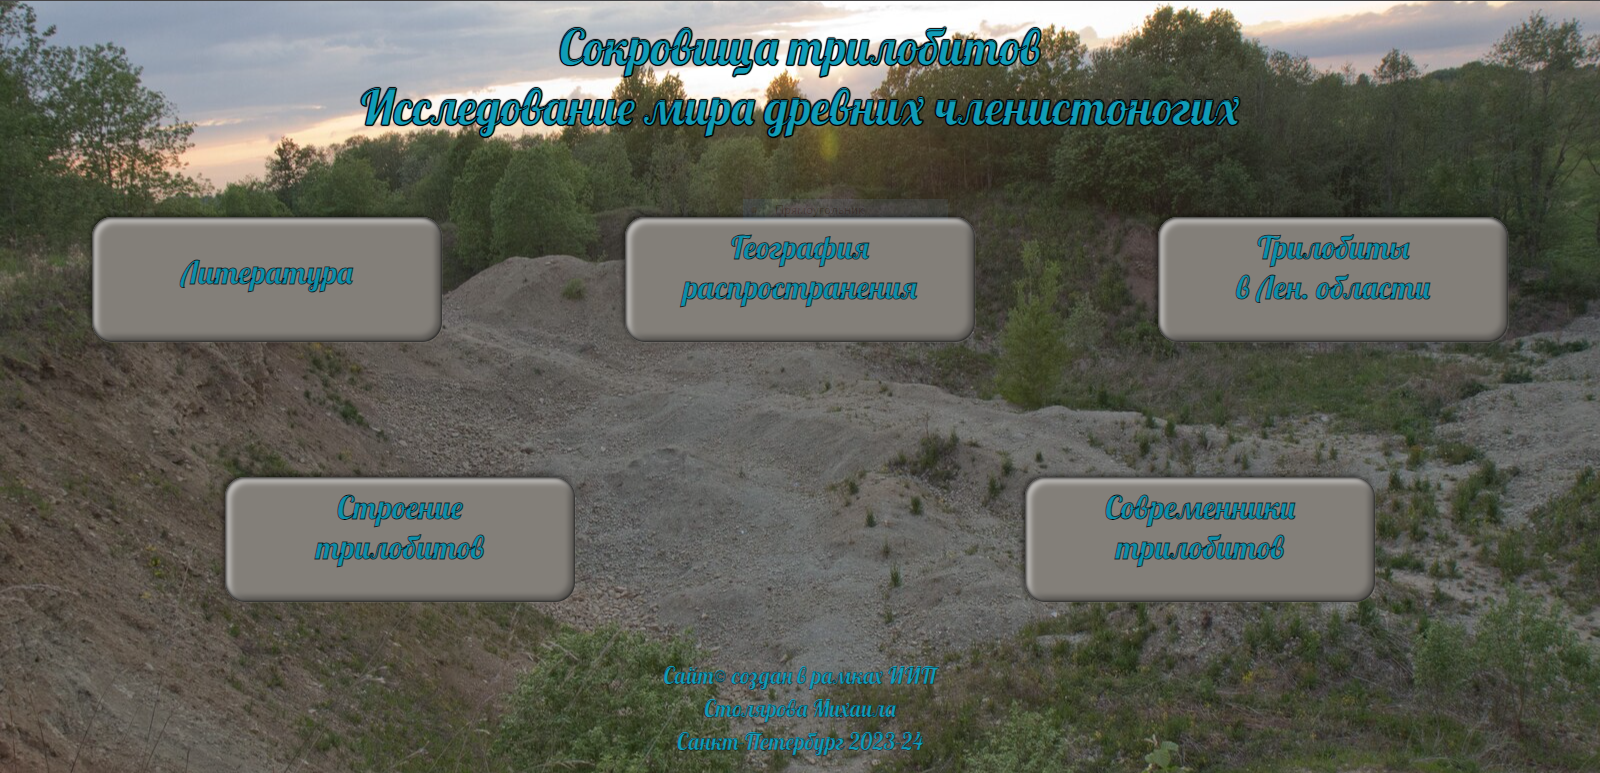 Сокровища трилобитов
Исследование мира древних членистоногих
Литература
География
распространения
Трилобиты
в Лен. области
Строение
трилобитов
Современники
трилобитов
Сайт© создан в рамках ИИП
Столярова Михаила
Санкт Петербург 2023-24